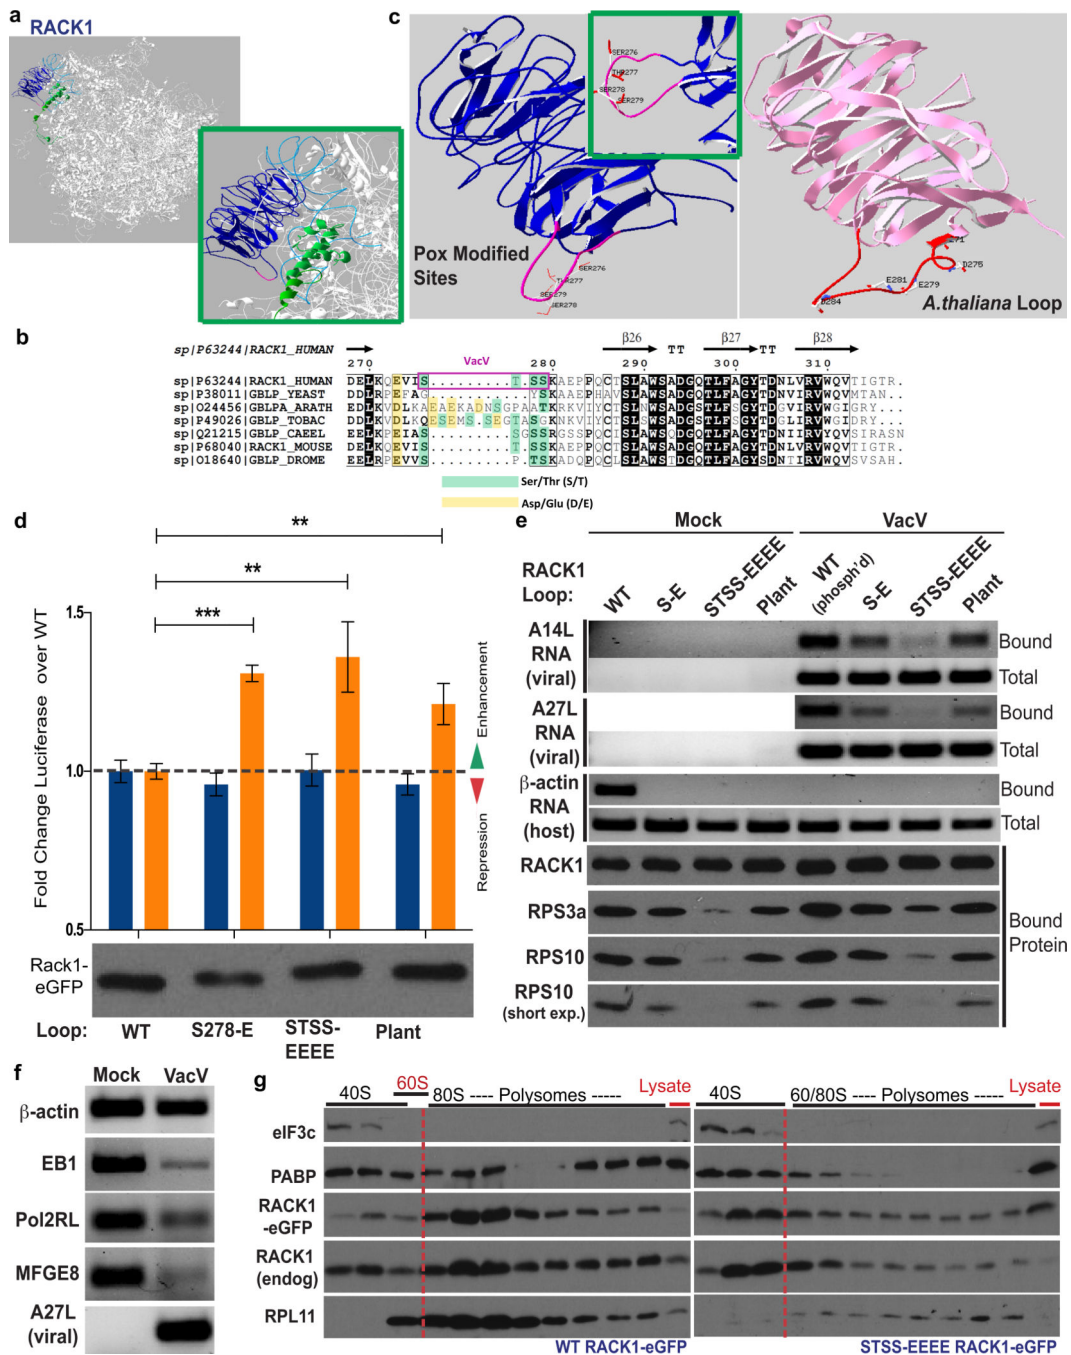 a
RACK1
c
SER276
THR277
SER278
SER279
Pox Modified
Sites
SER276
THR277
SER279
SER278
D275
E281
E279
A.thaliana Loop
b
sp|P63244|RACK1_HUMAN
β26 TT β27 TT β28
270 VacV 280 290 300 310
sp|P63244|RACK1_HUMAN DELKQEVIS..........T.SSKAEPPQCTSLAWSADGQTLFAGYTDNLVRVWQVTIGTR.
sp|P38011|GBLP_YEAST
sp|O24456|GBLPA_ARATH
sp|P49026|GBLP_TOBAC
sp|Q21215|GBLP_CAEEL
sp|P68040|RACK1_MOUSE
sp|O18640|GBLP_DROME
Ser/Thr (S/T)
Asp/Glu (D/E)
d
Fold Change Luciferase over WT
1.5
1.0
0.5
***
**
**
Enhancement
Repression
Rack1-
eGFP
Loop: WT S278-E STSS-
EEEE Plant
e
Mock VacV
RACK1
Loop:
WT S-E STSS-EEEE Plant WT
(phosph'd) S-E STSS-EEEE Plant
A14L
RNA
(viral)
Bound
Total
A27L
RNA
(viral)
Bound
Total
β-actin
RNA
(host)
Bound
Total
RACK1
RPS3a
RPS10
RPS10
(short exp.)
Bound
Protein
f
Mock VacV
β-actin
EB1
Pol2RL
MFGE8
A27L
(viral)
g
40S 60S 80S ---- Polysomes ----- Lysate
40S 60/80S ---- Polysomes ----- Lysate
eIF3c
PABP
RACK1
-eGFP
RACK1
(endog)
RPL11
WT RACK1-eGFP
STSS-EEEE RACK1-eGFP